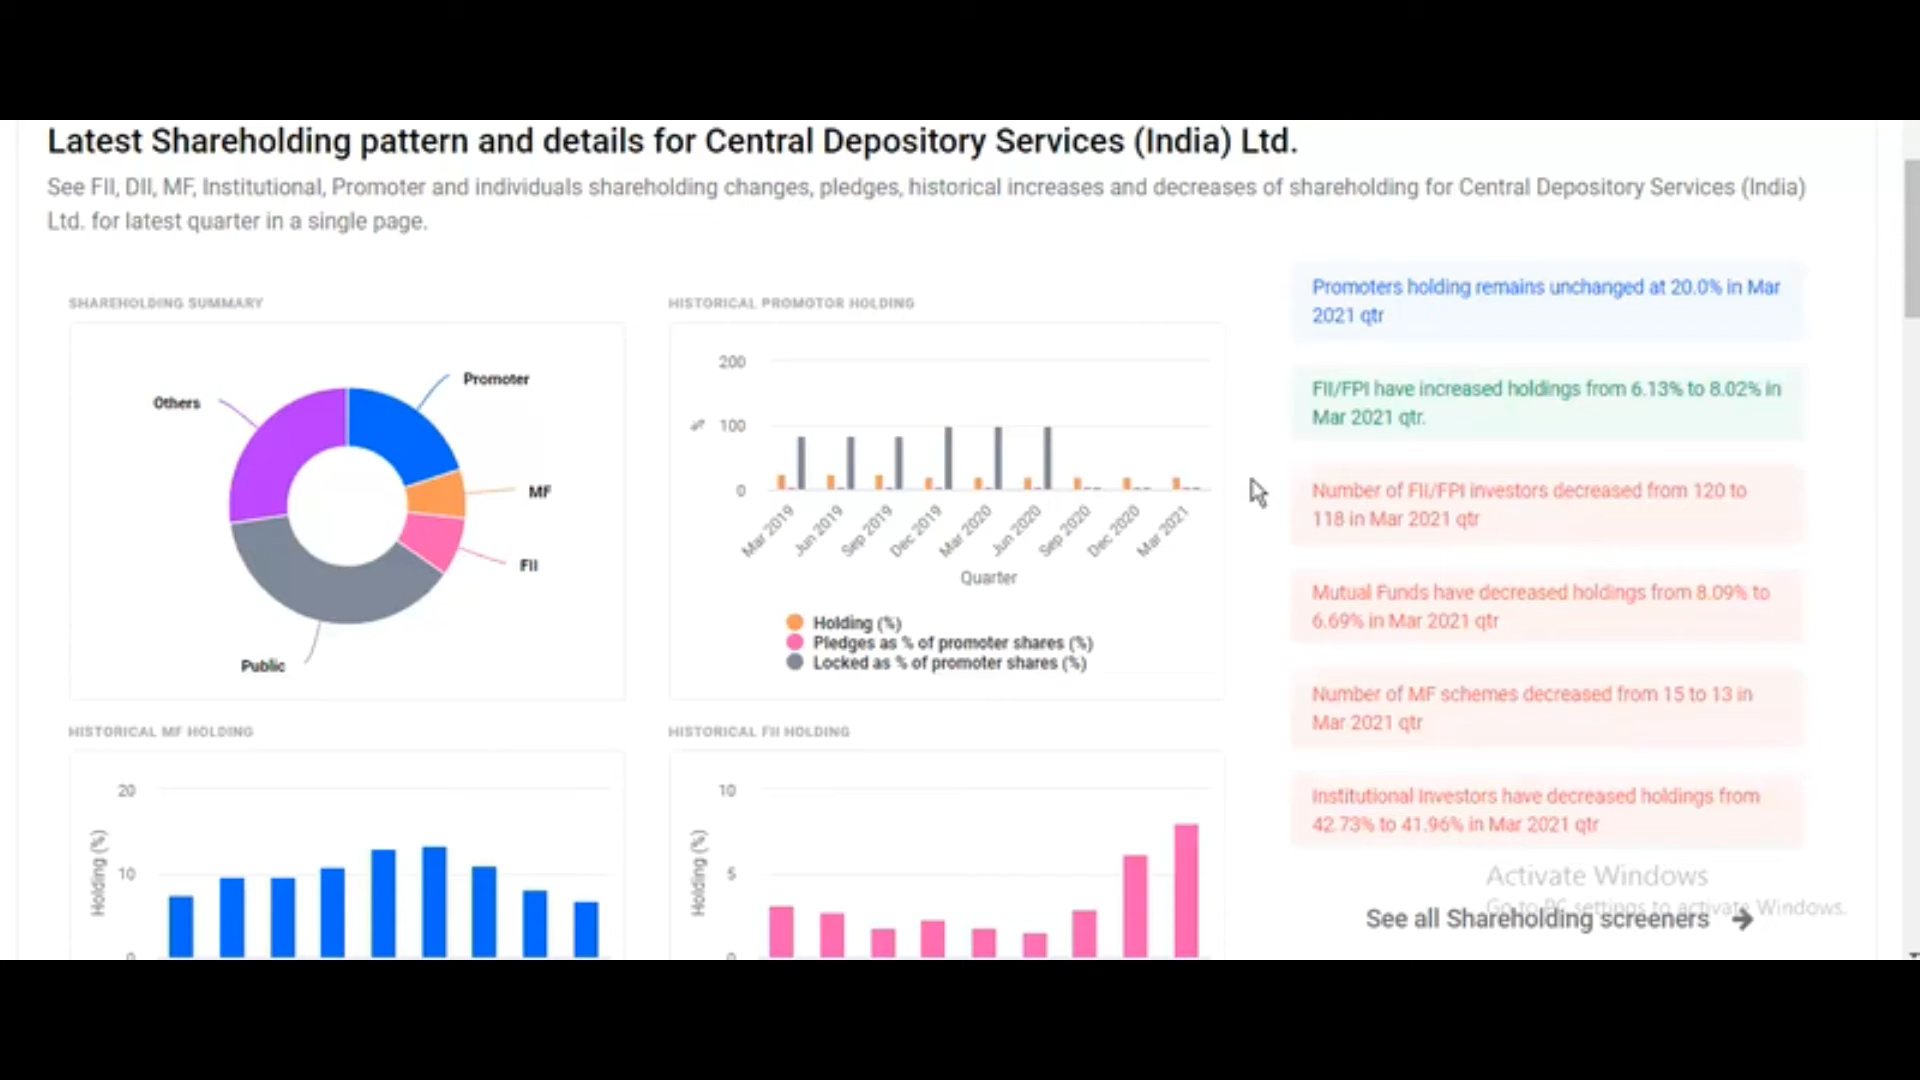 Latest Shareholding pattern and details for Central Depository Services (India) Ltd.
See FII, DII, MF, Institutional, Promoter and individuals shareholding changes, pledges, historical increases and decreases of shareholding for Central Depository Services (India)
Ltd. for latest quarter in a single page.
SHAREHOLDING SUMMARY
Others
Promoter
MF
FII
Public
HISTORICAL PROMOTOR HOLDING
200
%
100
0
Mar 2019
Jun 2019
Sep 2019
Dec 2019
Mar 2020
Jun 2020
Sep 2020
Dec 2020
Mar 2021
Quarter
Holding (%)
Pledges as % of promoter shares (%)
Locked as % of promoter shares (%)
Promoters holding remains unchanged at 20.0% in Mar
2021 qtr
FII/FPI have increased holdings from 6.13% to 8.02% in
Mar 2021 qtr.
Number of FII/FPI investors decreased from 120 to
118 in Mar 2021 qtr
Mutual Funds have decreased holdings from 8.09% to
6.69% in Mar 2021 qtr
Number of MF schemes decreased from 15 to 13 in
Mar 2021 qtr
Institutional Investors have decreased holdings from
42.73% to 41.96% in Mar 2021 qtr
HISTORICAL MF HOLDING
20
Holding (%)
10
0
HISTORICAL FII HOLDING
10
Holding (%)
5
0
Activate Windows
Go to PC settings to activate Windows.
See all Shareholding screeners